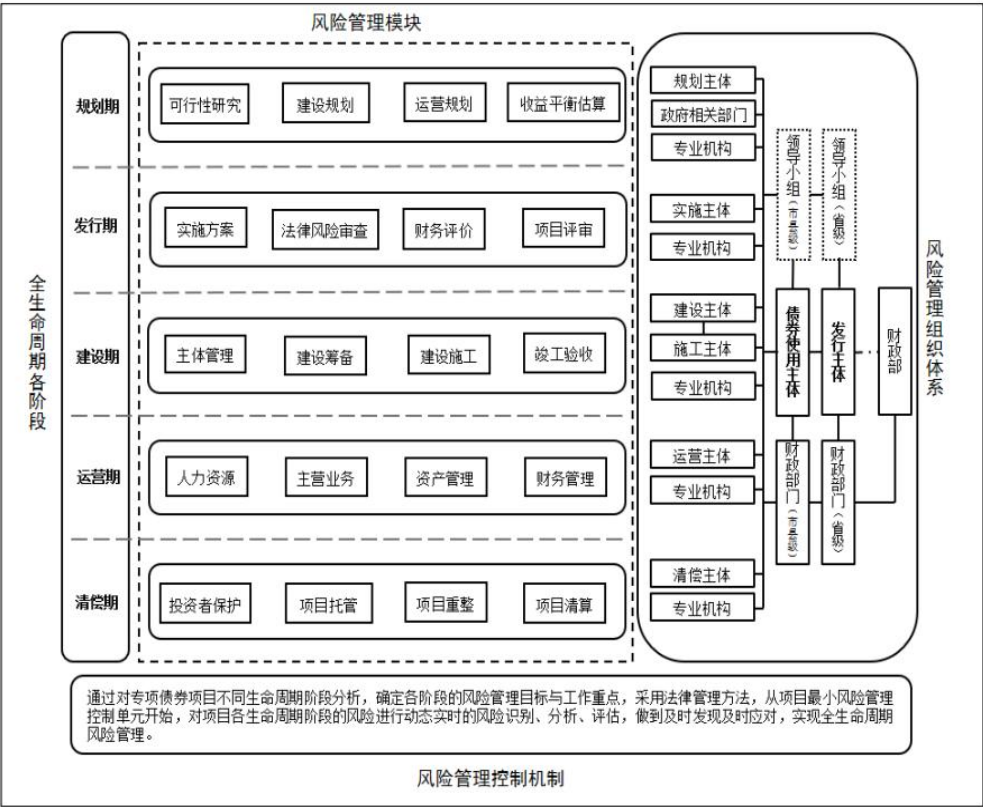 风险管理模块
全生命周期各阶段
规划期
可行性研究
建设规划
运营规划
收益平衡估算
发行期
实施方案
法律风险审查
财务评价
项目评审
建设期
主体管理
建设筹备
建设施工
竣工验收
运营期
人力资源
主营业务
资产管理
财务管理
清偿期
投资者保护
项目托管
项目重整
项目清算
规划主体
政府相关部门
专业机构
实施主体
专业机构
建设主体
施工主体
专业机构
运营主体
专业机构
清偿主体
专业机构
领导小组（市县级）
领导小组（省级）
债券使用主体
发行主体
财政部
财政部门（市县级）
财政部门（省级）
风险管理组织体系
通过对专项债券项目不同生命周期阶段分析，确定各阶段的风险管理目标与工作重点，采用法律管理方法，从项目最小风险管理
控制单元开始，对项目各生命周期阶段的风险进行动态实时的风险识别、分析、评估，做到及时发现及时应对，实现全生命周期
风险管理。
风险管理控制机制